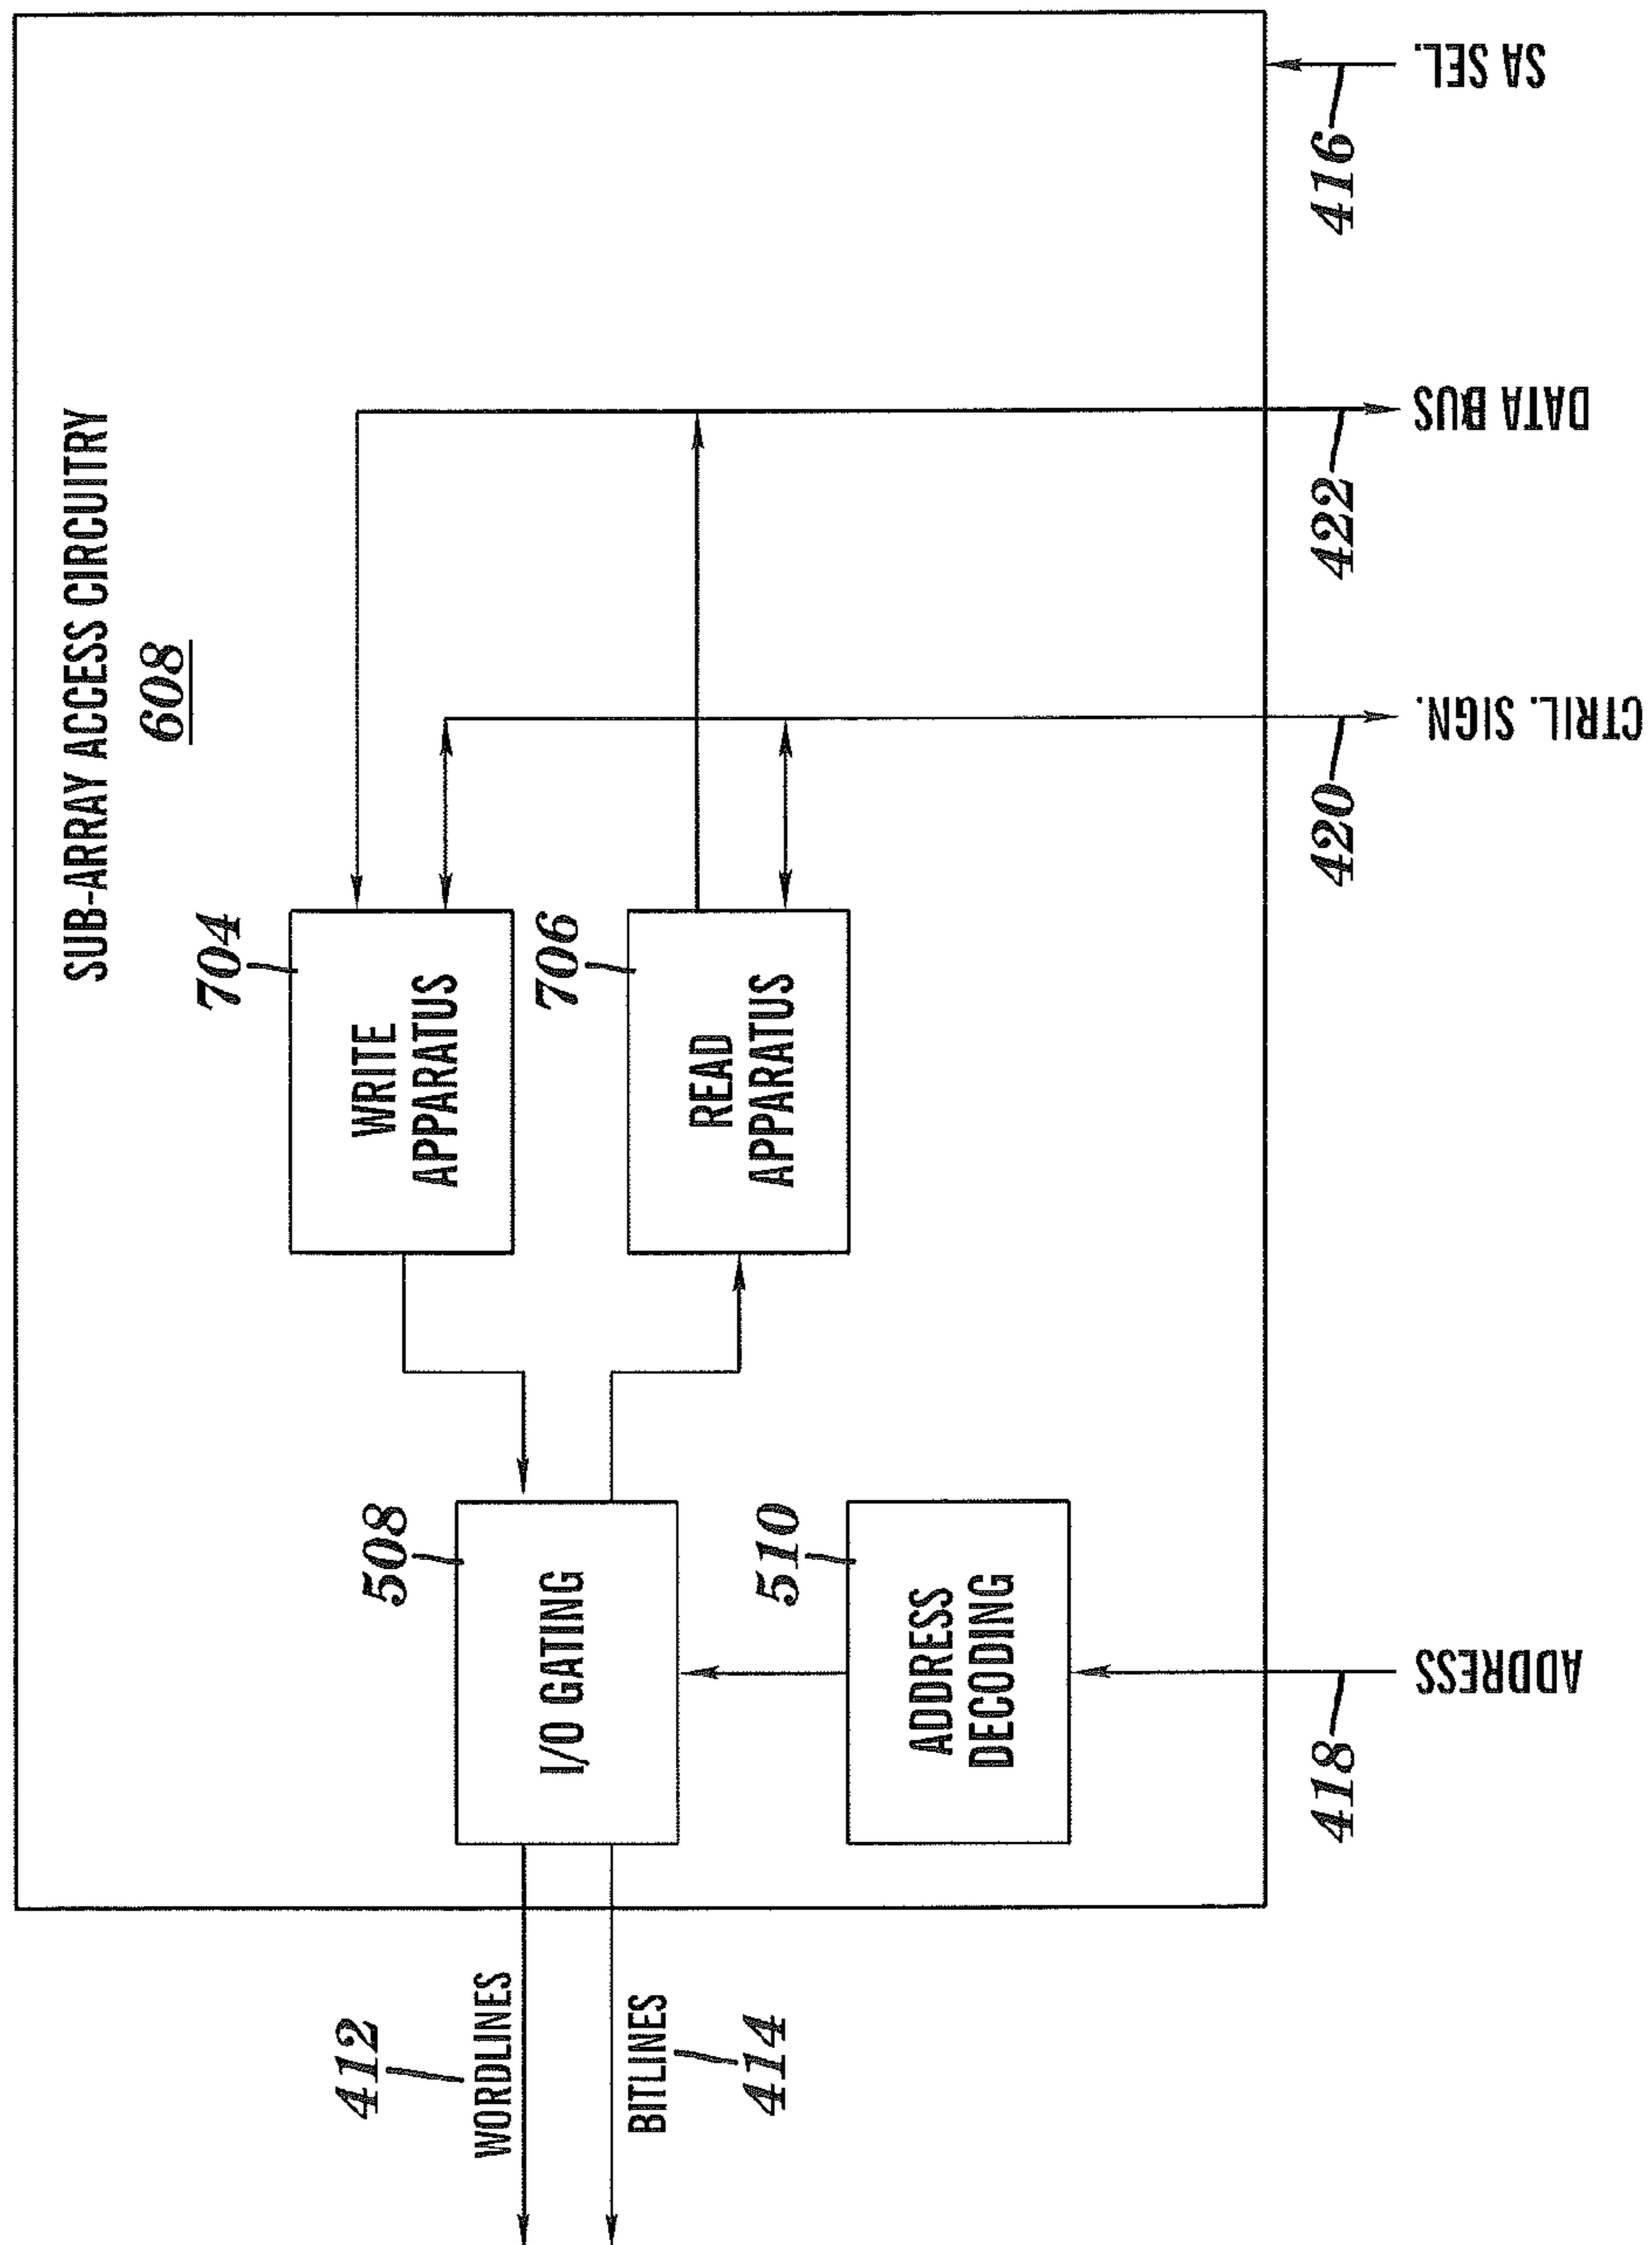 SUB-ARRAY ACCESS CIRCUITRY
608
704
WRITE
APPARATUS
706
READ
APPARATUS
508
I/O GATING
510
ADDRESS
DECODING
412
WORDLINES
BITLINES
414
418
ADDRESS
420
CTRIL. SIGN.
422
DATA BUS
416
SA SEL.